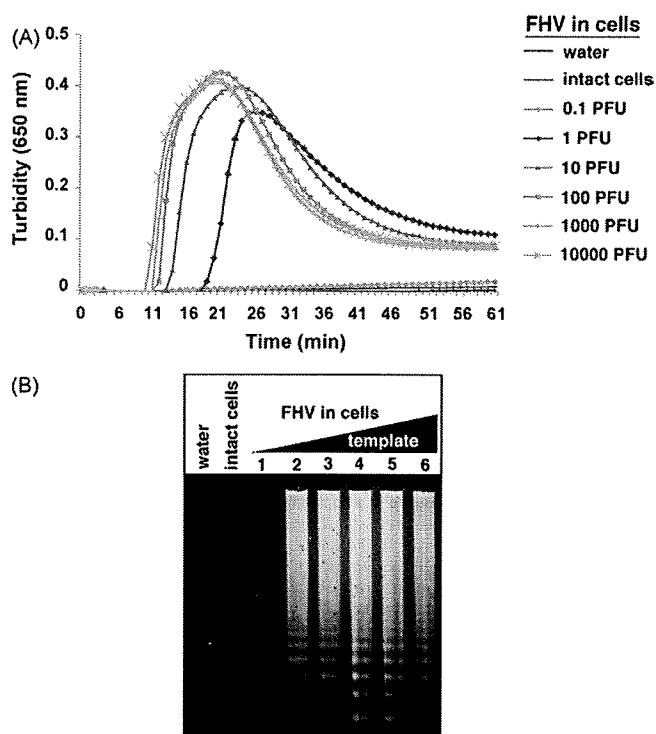 (A)
0.5
0.4
0.3
0.2
0.1
0
Turbidity (650 nm)
0 6 11 16 21 26 31 36 41 46 51 56 61
Time (min)
FHV in cells
water
intact cells
0.1 PFU
1 PFU
10 PFU
100 PFU
1000 PFU
10000 PFU
(B)
water
intact cells
FHV in cells
template
1 2 3 4 5 6